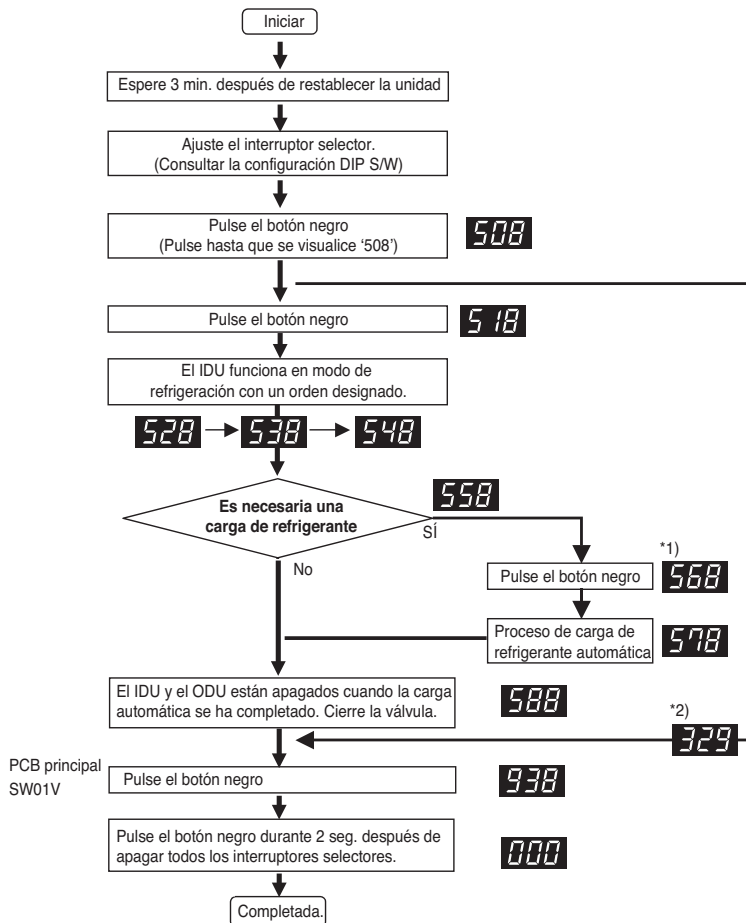 Iniciar
Espere 3 min. después de restablecer la unidad
Ajuste el interruptor selector.
(Consultar la configuración DIP S/W)
Pulse el botón negro
(Pulse hasta que se visualice ‘508’)
508
Pulse el botón negro
518
El IDU funciona en modo de
refrigeración con un orden designado.
528
538
548
Es necesaria una
carga de refrigerante
558
SÍ
No
*1)
Pulse el botón negro
568
Proceso de carga de
refrigerante automática
578
El IDU y el ODU están apagados cuando la carga
automática se ha completado. Cierre la válvula.
588
*2)
329
PCB principal
SW01V
Pulse el botón negro
938
Pulse el botón negro durante 2 seg. después de
apagar todos los interruptores selectores.
000
Completada.